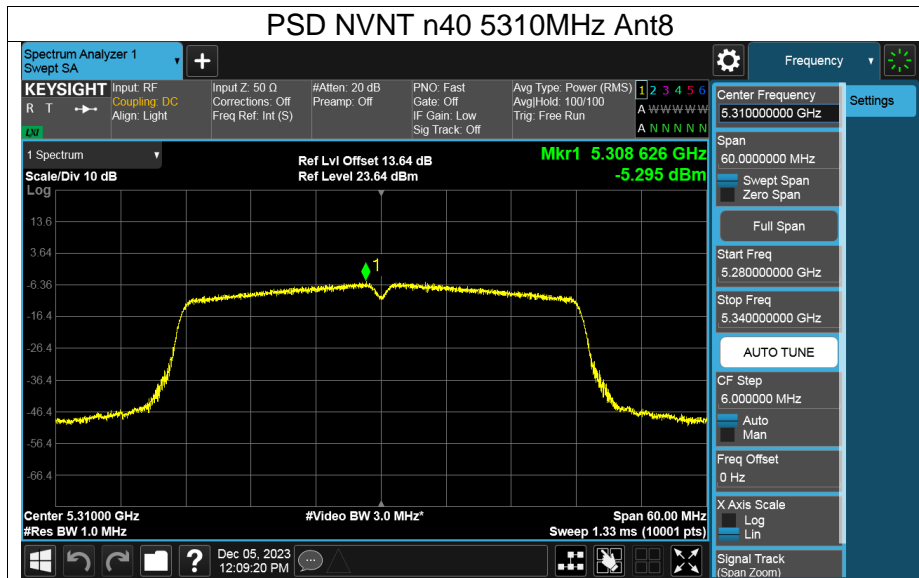 PSD NVNT n40 5310MHz Ant8
Spectrum Analyzer 1
Swept SA
+
Frequency
KEYSIGHT
R T
LXI
Input: RF
Coupling: DC
Align: Light
Input Z: 50 Ω
Corrections: Off
Freq Ref: Int (S)
#Atten: 20 dB
Preamp: Off
PNO: Fast
Gate: Off
IF Gain: Low
Sig Track: Off
Avg Type: Power (RMS)
Avg|Hold: 100/100
Trig: Free Run
1 2 3 4 5 6
A W W W W W
A N N N N N
Center Frequency
5.310000000 GHz
Settings
Span
60.0000000 MHz
Swept Span
Zero Span
Full Span
Start Freq
5.280000000 GHz
Stop Freq
5.340000000 GHz
AUTO TUNE
CF Step
6.000000 MHz
Auto
Man
Freq Offset
0 Hz
X Axis Scale
Log
Lin
Signal Track
(Span Zoom)
1 Spectrum
Scale/Div 10 dB
Log
Ref Lvl Offset 13.64 dB
Ref Level 23.64 dBm
Mkr1 5.308 626 GHz
-5.295 dBm
13.6
3.64
-6.36
-16.4
-26.4
-36.4
-46.4
-56.4
-66.4
1
Center 5.31000 GHz
#Res BW 1.0 MHz
#Video BW 3.0 MHz*
Span 60.00 MHz
Sweep 1.33 ms (10001 pts)
?
Dec 05, 2023
12:09:20 PM